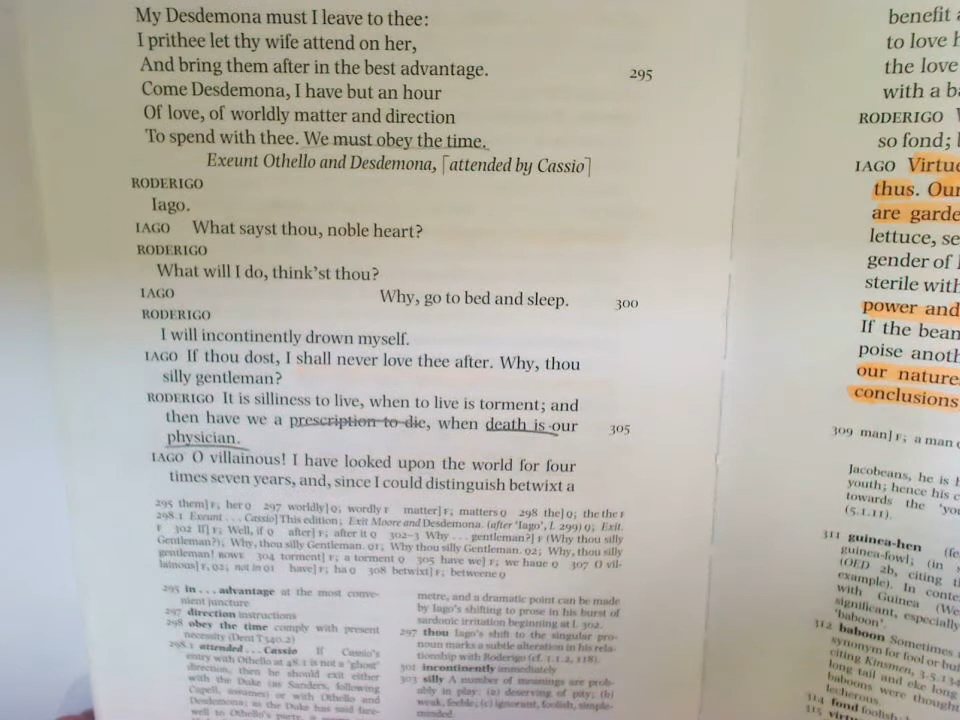 My Desdemona must I leave to thee:
I prithee let thy wife attend on her,
And bring them after in the best advantage. 295
Come Desdemona, I have but an hour
Of love, of worldly matter and direction
To spend with thee. We must obey the time.
Exeunt Othello and Desdemona, ⌈attended by Cassio⌉
RODERIGO
Iago.
IAGO What sayst thou, noble heart?
RODERIGO
What will I do, think'st thou?
IAGO Why, go to bed and sleep. 300
RODERIGO
I will incontinently drown myself.
IAGO If thou dost, I shall never love thee after. Why, thou
silly gentleman?
RODERIGO It is silliness to live, when to live is torment; and
then have we a prescription to die, when death is our 305
physician.
IAGO O villainous! I have looked upon the world for four
times seven years, and, since I could distinguish betwixt a
295 them] F; her Q 297 worldly] Q; wordly F matter] F; matters Q 298 the] Q; the the F
298.1 Exeunt . . . Cassio] This edition; Exit Moore and Desdemona. (after 'Iago', l. 299) Q; Exit.
F 302 If] F; Well, if Q after] F; after it Q 302–3 Why . . . gentleman?] F (Why thou silly
Gentleman?); Why, thou silly Gentleman. Q1; Why thou silly Gentleman. Q2; Why, thou silly
gentleman! ROWE 304 torment] F; a torment Q 305 have we] F; we haue Q 307 O vil-
lainous] F, Q2; not in Q1 have] F; ha Q 308 betwixt] F; betweene Q
295 in . . . advantage at the most conve-
nient juncture
297 direction instructions
298 obey the time comply with present
necessity (Dent T340.2)
298.1 attended . . . Cassio If Cassio's
entry with Othello at 48.1 is not a 'ghost'
direction, then he should exit either
with the Duke (as Sanders, following
Capell, assumes) or with Othello and
Desdemona; as the Duke has said fare-
well to Othello's party, a
metre, and a dramatic point can be made
by Iago's shifting to prose in his burst of
sardonic irritation beginning at l. 302.
297 thou Iago's shift to the singular pro-
noun marks a subtle alteration in his rela-
tionship with Roderigo (cf. 1.1.2, 118).
301 incontinently immediately
303 silly A number of meanings are prob-
ably in play: (a) deserving of pity; (b)
weak, feeble; (c) ignorant, foolish, simple-
minded.
benefit
to love
the love
with a
RODERIGO
so fond;
IAGO Virtue
thus. Our
are
lettuce,
gender of
sterile with
power and
If the
poise
our nature
conclusions
309 man] F; a man
Jacobeans, he is
youth; hence his
towards the
(5.1.11).
311 guinea-hen
guinea-fowl; (in
(OED 2b, citing
example). In
with Guinea
significant, especially
'baboon'.
312 baboon Sometimes
synonym for fool or
citing Kinsmen, 3.5.
long tail and eke long
baboons were thought
lecherous.
314 fond
315